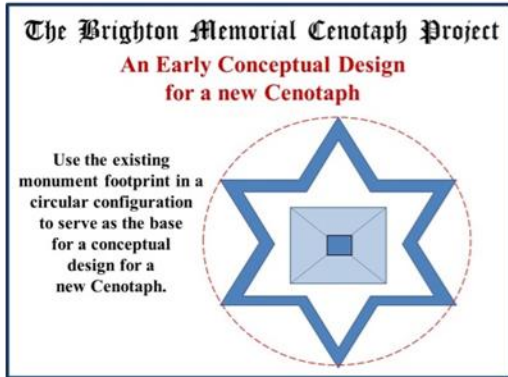 The Brighton Memorial Cenotaph Project
An Early Conceptual Design
for a new Cenotaph
Use the existing
monument footprint in a
circular configuration
to serve as the base
for a conceptual
design for a
new Cenotaph.